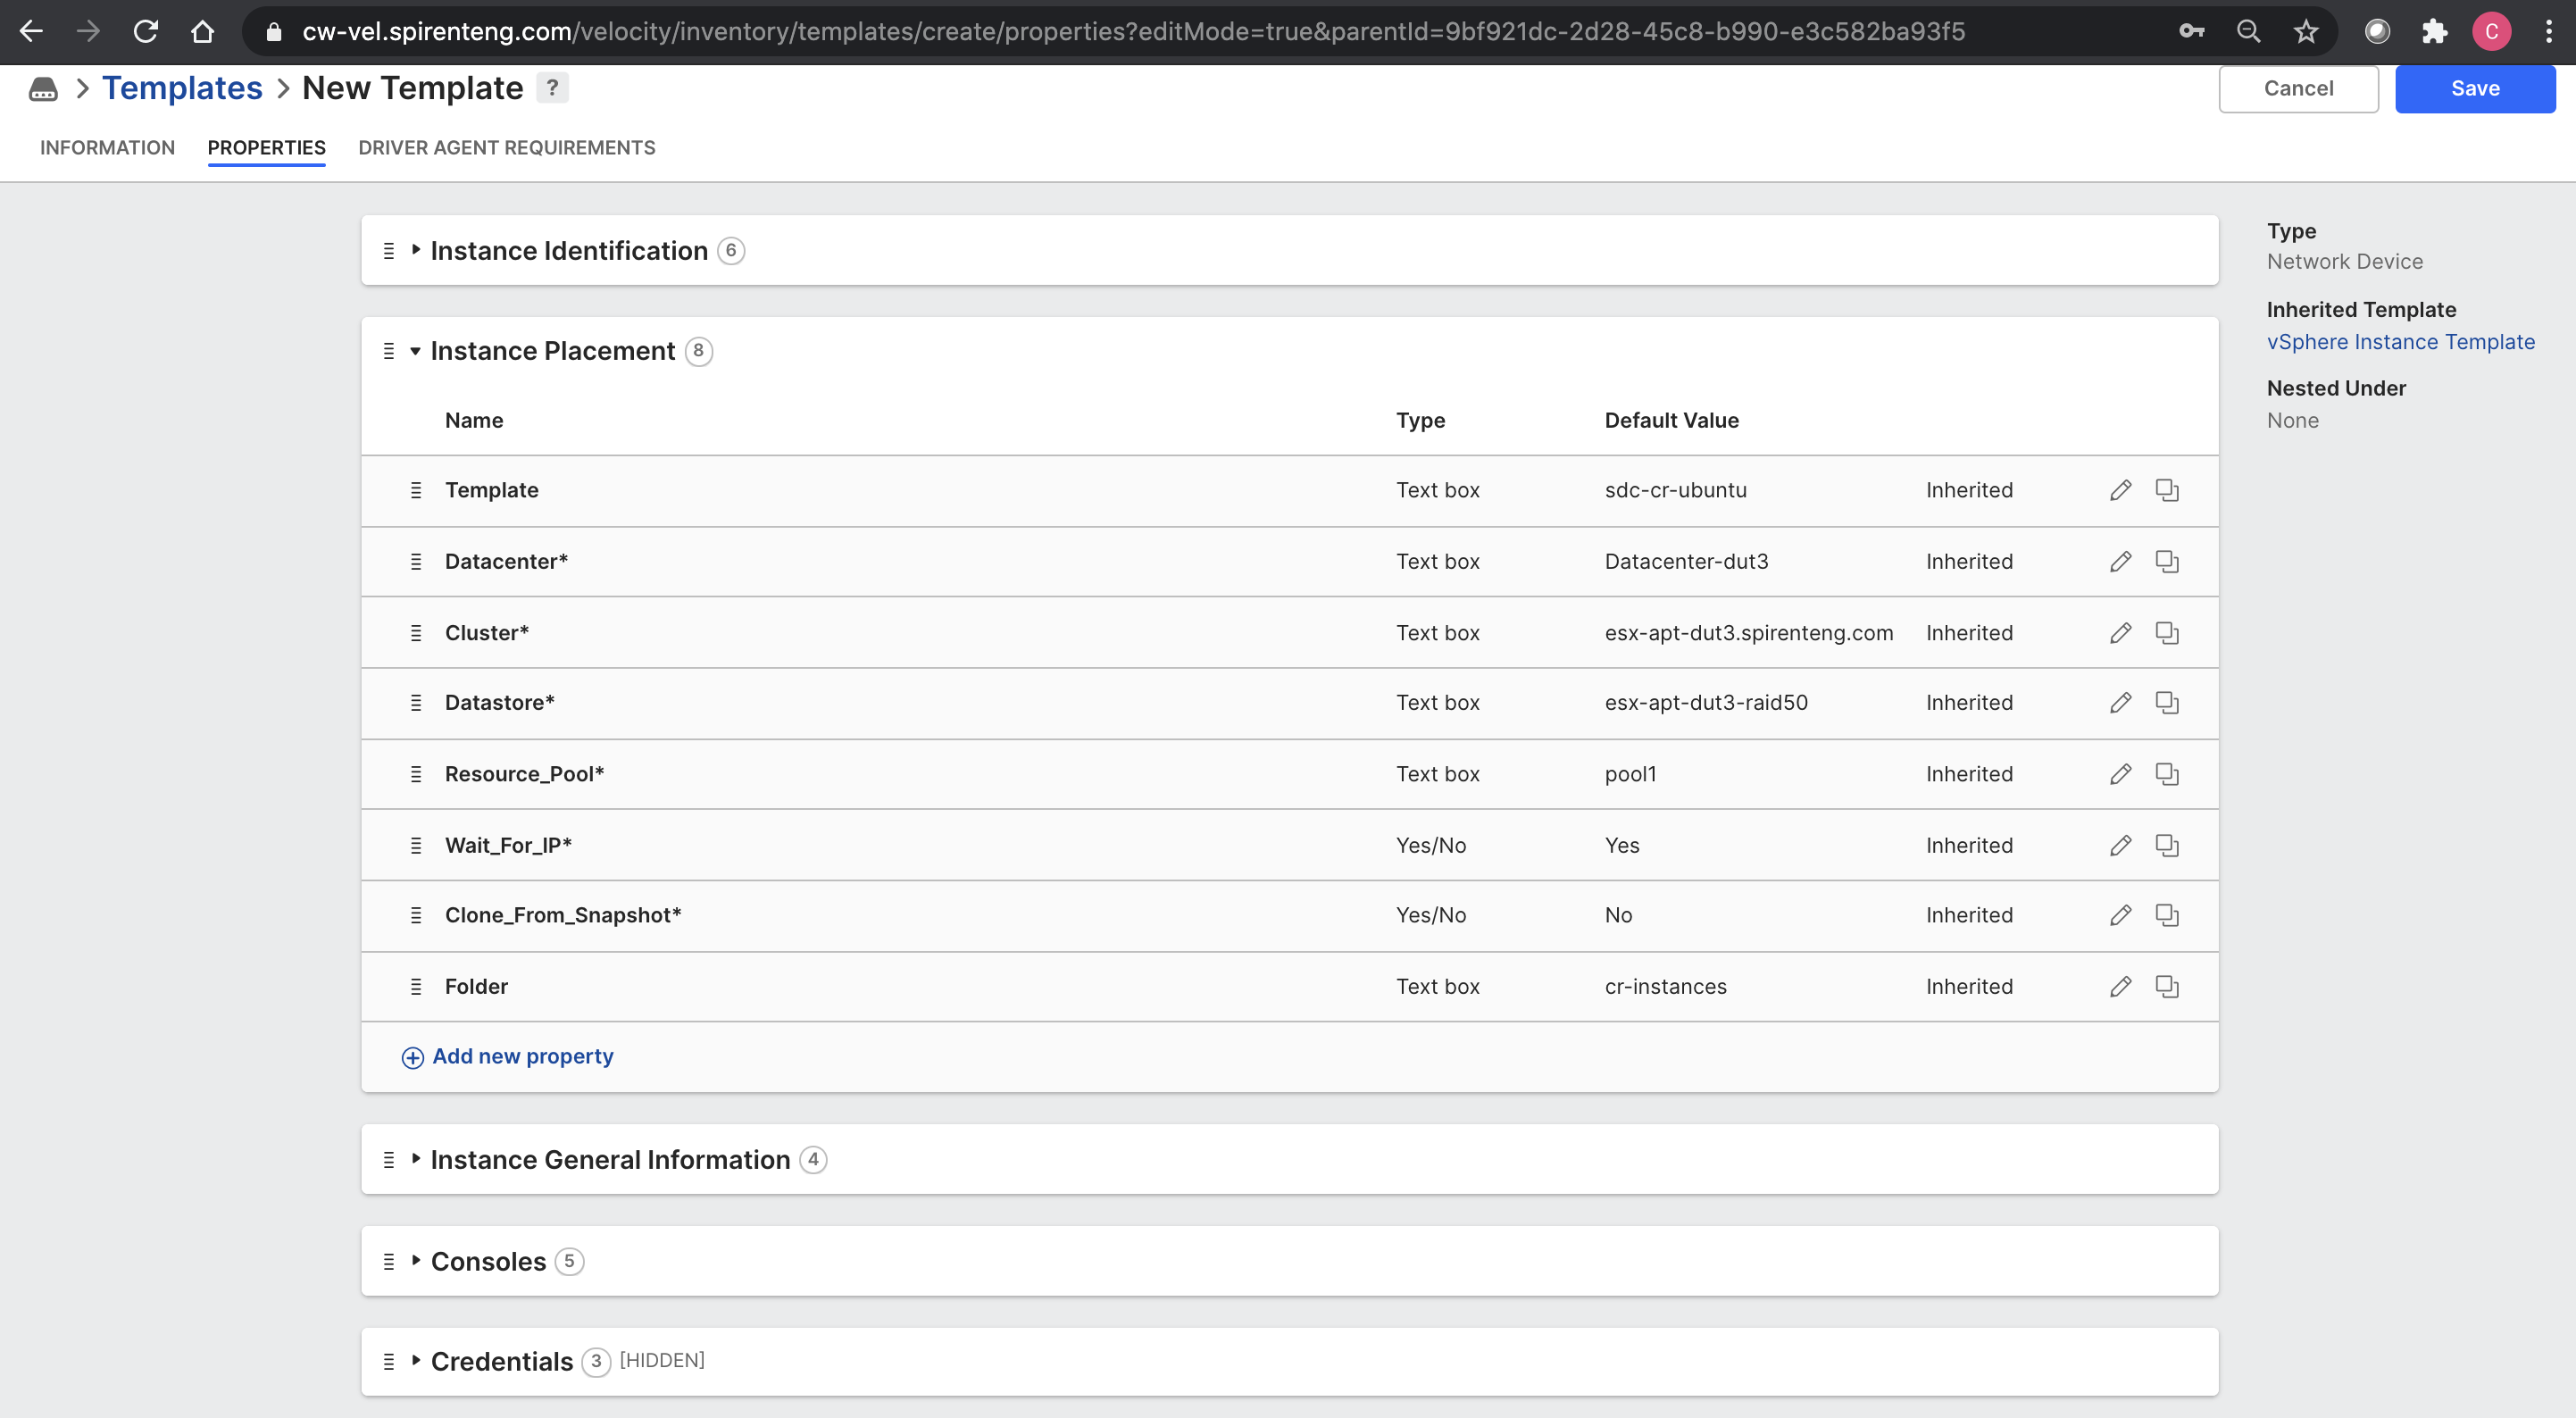 cw-vel.spirenteng.com/velocity/inventory/templates/create/properties?editMode=true&parentId=9bf921dc-2d28-45c8-b990-e3c582ba93f5
C
Templates > New Template ?
Cancel
Save
INFORMATION PROPERTIES DRIVER AGENT REQUIREMENTS
Instance Identification 6
Type
Network Device
Inherited Template
vSphere Instance Template
Nested Under
None
Instance Placement 8
Name Type Default Value
Template Text box sdc-cr-ubuntu Inherited
Datacenter* Text box Datacenter-dut3 Inherited
Cluster* Text box esx-apt-dut3.spirenteng.com Inherited
Datastore* Text box esx-apt-dut3-raid50 Inherited
Resource_Pool* Text box pool1 Inherited
Wait_For_IP* Yes/No Yes Inherited
Clone_From_Snapshot* Yes/No No Inherited
Folder Text box cr-instances Inherited
Add new property
Instance General Information 4
Consoles 5
Credentials 3 [HIDDEN]